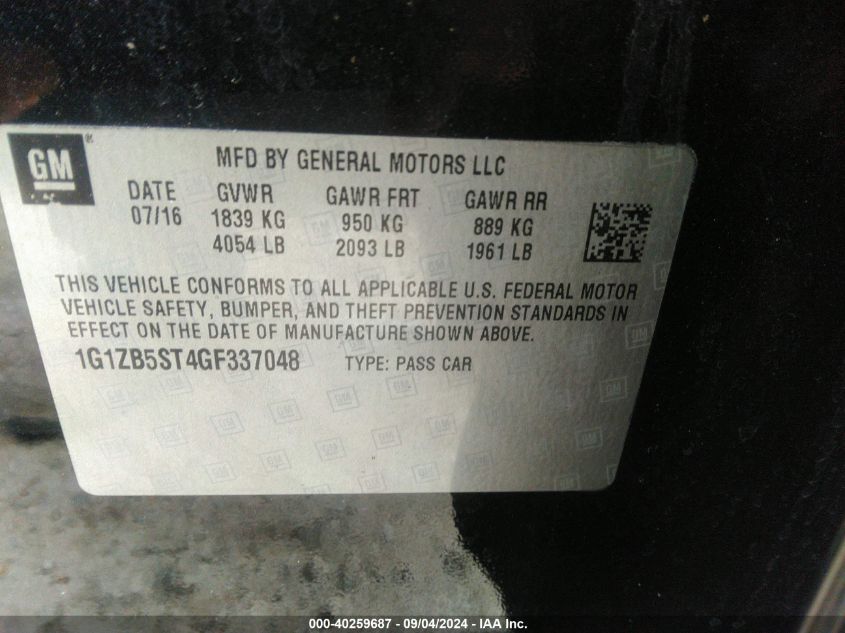 GM ®
MFD BY GENERAL MOTORS LLC
DATE GVWR GAWR FRT GAWR RR
07/16 1839 KG 950 KG 889 KG
4054 LB 2093 LB 1961 LB
THIS VEHICLE CONFORMS TO ALL APPLICABLE U.S. FEDERAL MOTOR
VEHICLE SAFETY, BUMPER, AND THEFT PREVENTION STANDARDS IN
EFFECT ON THE DATE OF MANUFACTURE SHOWN ABOVE.
1G1ZB5ST4GF337048 TYPE: PASS CAR
000-40259687 - 09/04/2024 - IAA Inc.